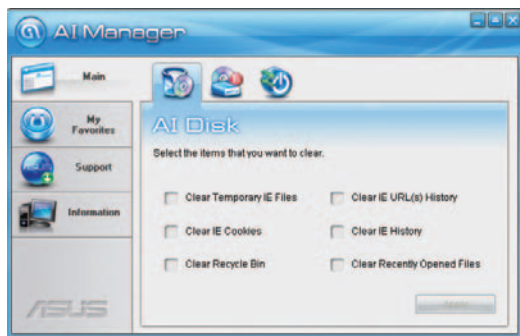 AI Manager
Main
My
Favorites
Support
Information
ASUS
AI Disk
Select the items that you want to clear.
Clear Temporary IE Files
Clear IE URL(s) History
Clear IE Cookies
Clear IE History
Clear Recycle Bin
Clear Recently Opened Files